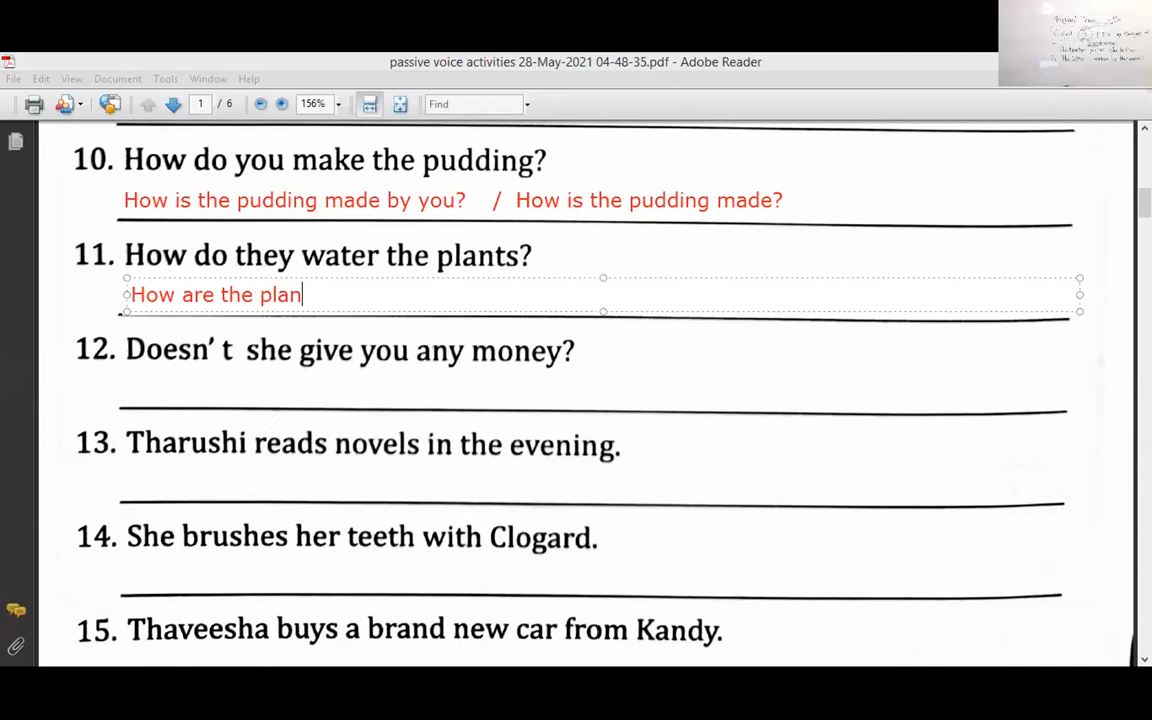 passive voice activities 28-May-2021 04-48-35.pdf - Adobe Reader
File Edit View Document Tools Window Help
1 / 6 156% Find
10. How do you make the pudding?
How is the pudding made by you? / How is the pudding made?
11. How do they water the plants?
How are the plan
12. Doesn' t she give you any money?
13. Tharushi reads novels in the evening.
14. She brushes her teeth with Clogard.
15. Thaveesha buys a brand new car from Kandy.